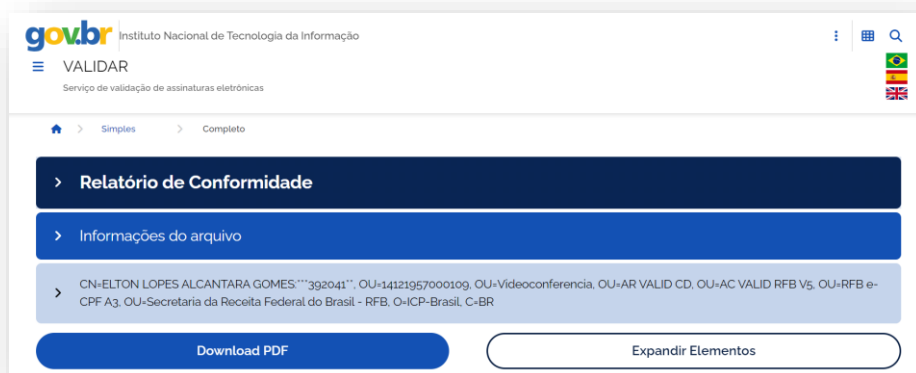 gov.br Instituto Nacional de Tecnologia da Informação
VALIDAR
Serviço de validação de assinaturas eletrônicas
Simples > Completo
Relatório de Conformidade
Informações do arquivo
CN=ELTON LOPES ALCANTARA GOMES:***392041**, OU=14121957000109, OU=Videoconferencia, OU=AR VALID CD, OU=AC VALID RFB V5, OU=RFB e-
CPF A3, OU=Secretaria da Receita Federal do Brasil - RFB, O=ICP-Brasil, C=BR
Download PDF
Expandir Elementos